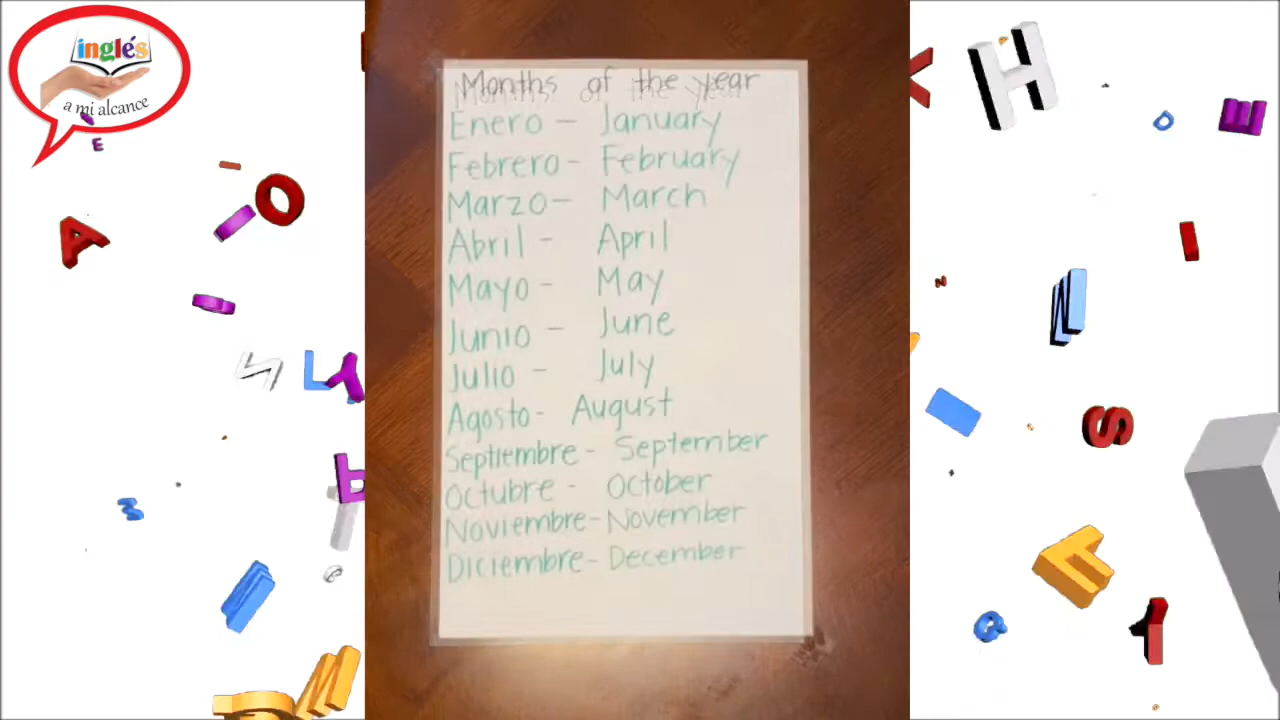 inglés
a mi alcance
Months of the year
Enero - January
Febrero - February
Marzo - March
Abril - April
Mayo - May
Junio - June
Julio - July
Agosto - August
Septiembre - September
Octubre - October
Noviembre - November
Diciembre - December